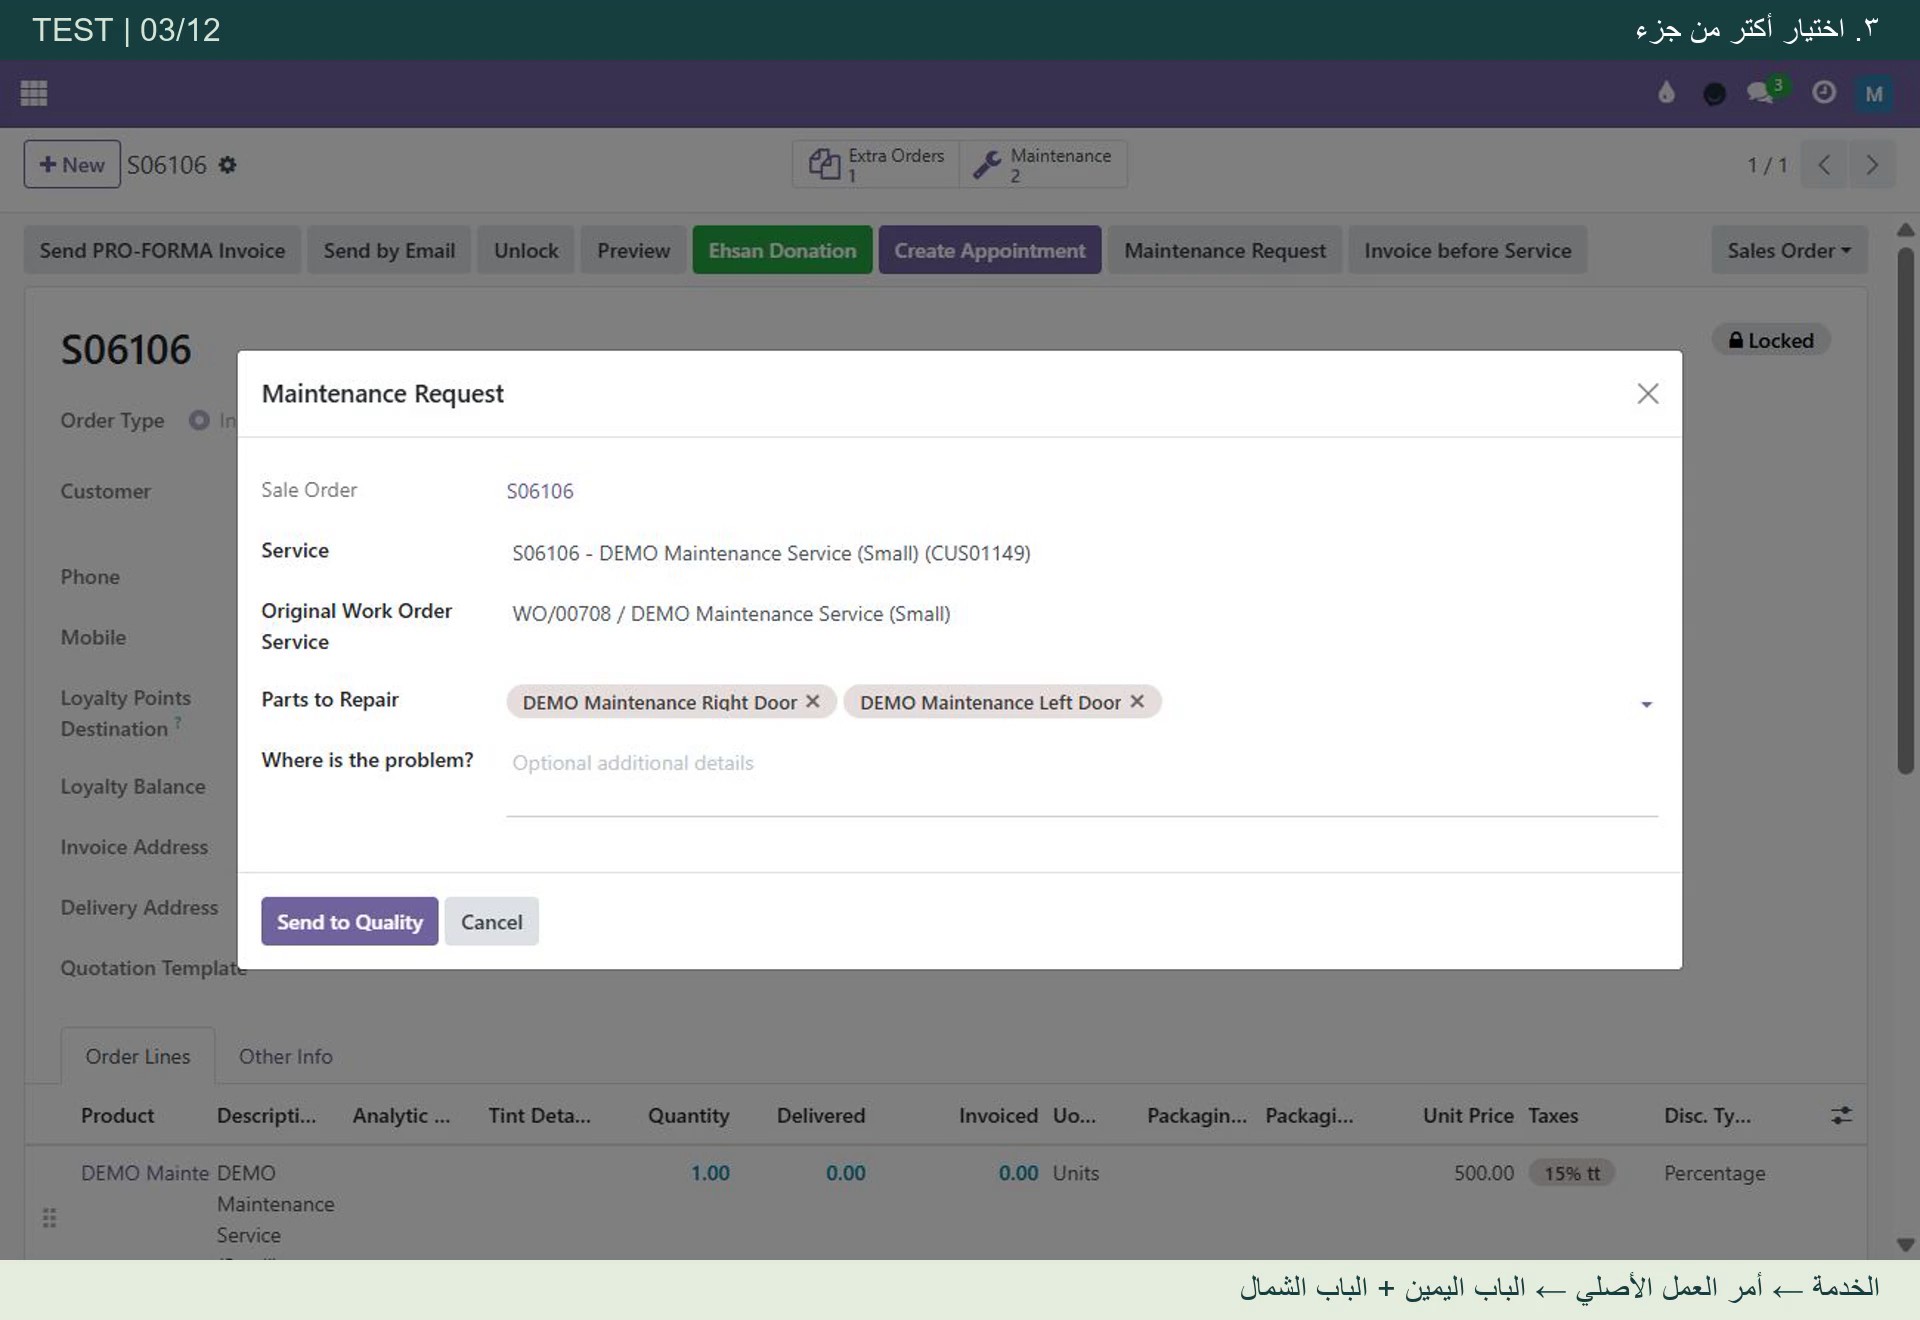 TEST | 03/12
٣. اختيار أكتر من جزء
3
M
New
S06106
Extra Orders
1
Maintenance
2
1 / 1
Send PRO-FORMA Invoice
Send by Email
Unlock
Preview
Ehsan Donation
Create Appointment
Maintenance Request
Invoice before Service
Sales Order
S06106
Locked
Order Type
In
Customer
Phone
Mobile
Loyalty Points
Destination ?
Loyalty Balance
Invoice Address
Delivery Address
Quotation Template
Maintenance Request
Sale Order
S06106
Service
S06106 - DEMO Maintenance Service (Small) (CUS01149)
Original Work Order
Service
WO/00708 / DEMO Maintenance Service (Small)
Parts to Repair
DEMO Maintenance Right Door
DEMO Maintenance Left Door
Where is the problem?
Optional additional details
Send to Quality
Cancel
Order Lines
Other Info
Product
Descripti...
Analytic ...
Tint Deta...
Quantity
Delivered
Invoiced
Uo...
Packagin...
Packagi...
Unit Price
Taxes
Disc. Ty...
DEMO Mainte
DEMO
Maintenance
Service
1.00
0.00
0.00
Units
500.00
15% tt
Percentage
الخدمة ← أمر العمل الأصلي ← الباب اليمين + الباب الشمال